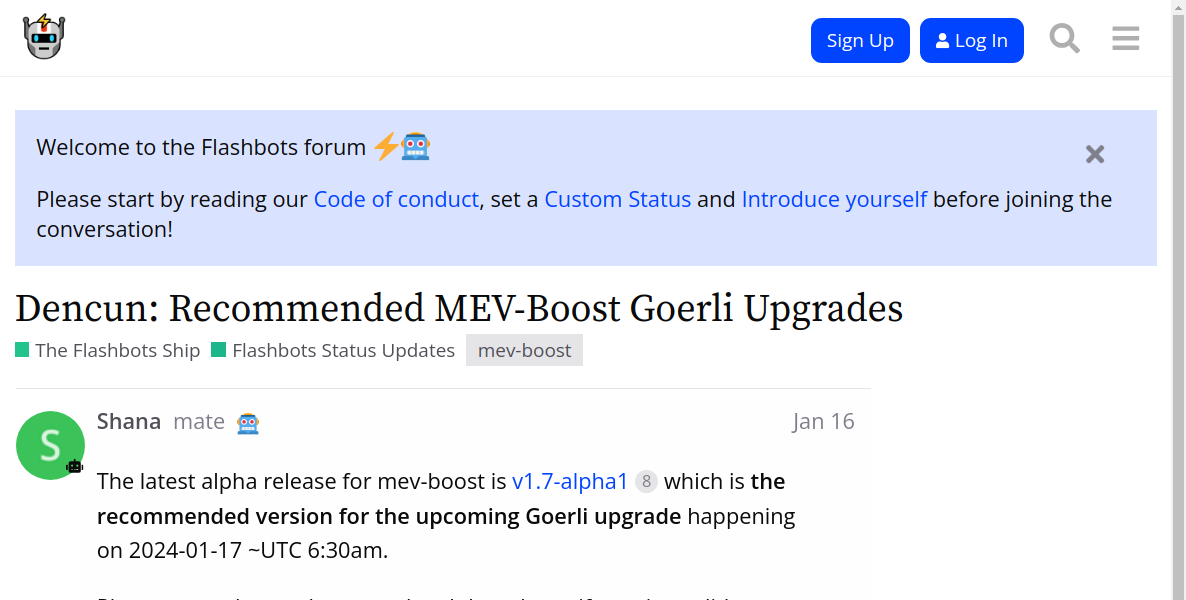 Sign Up
Log In
Welcome to the Flashbots forum
Please start by reading our Code of conduct, set a Custom Status and Introduce yourself before joining the
conversation!
Dencun: Recommended MEV-Boost Goerli Upgrades
The Flashbots Ship Flashbots Status Updates mev-boost
S
Shana mate Jan 16
The latest alpha release for mev-boost is v1.7-alpha1 8 which is the
recommended version for the upcoming Goerli upgrade happening
on 2024-01-17 ~UTC 6:30am.